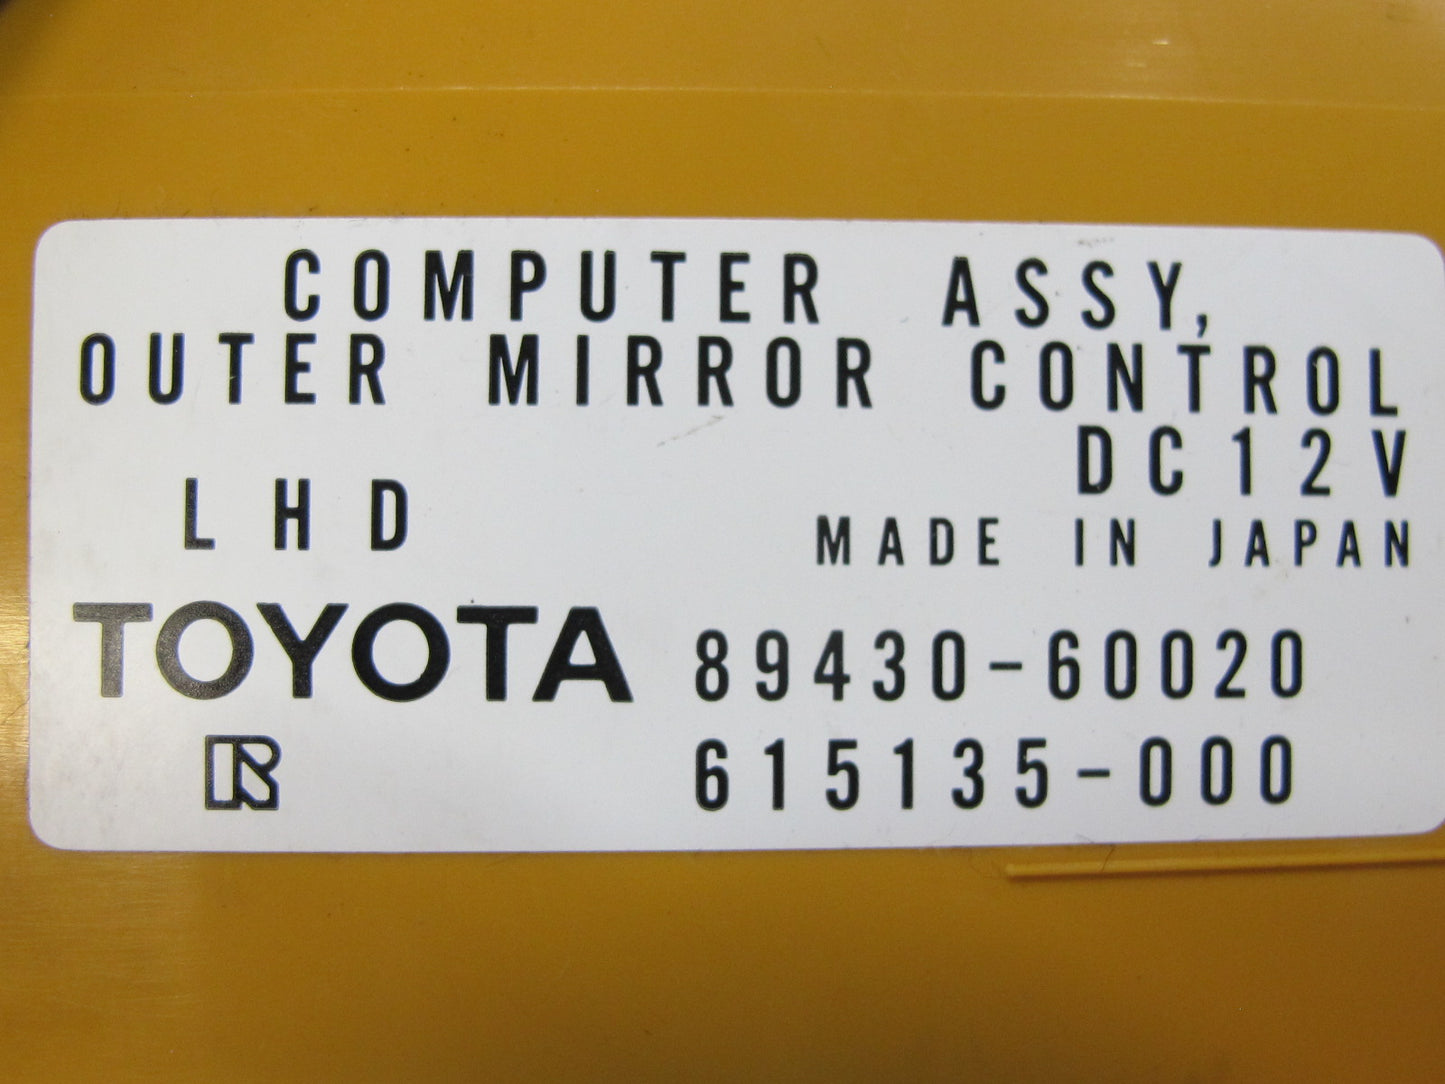 COMPUTER ASSY,
OUTER MIRROR CONTROL
DC12V
LHD
MADE IN JAPAN
TOYOTA 89430-60020
R 615135-000